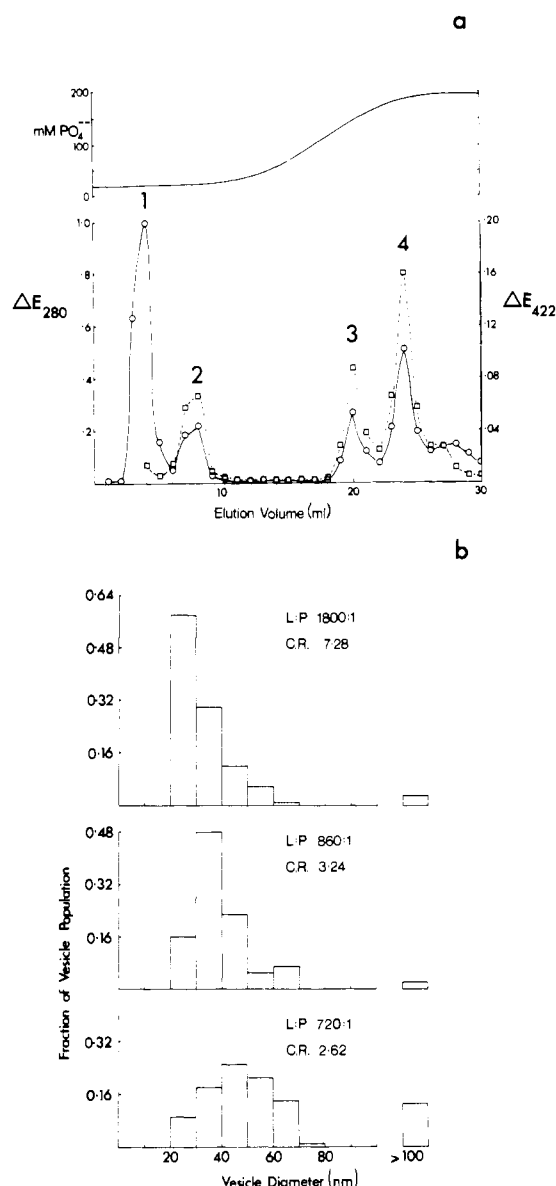 a
200
mM PO4--
100
0
1
2
3
4
1·0
·8
·6
·4
·2
ΔE280
·20
·16
·12
·08
·04
ΔE422
10
20
30
Elution Volume (ml)
b
0·64
0·48
0·32
0·16
L:P 1800:1
C.R. 7·28
0·48
0·32
0·16
L:P 860:1
C.R. 3·24
0·32
0·16
L:P 720:1
C.R. 2·62
Fraction of Vesicle Population
20 40 60 80 >100
Vesicle Diameter (nm)